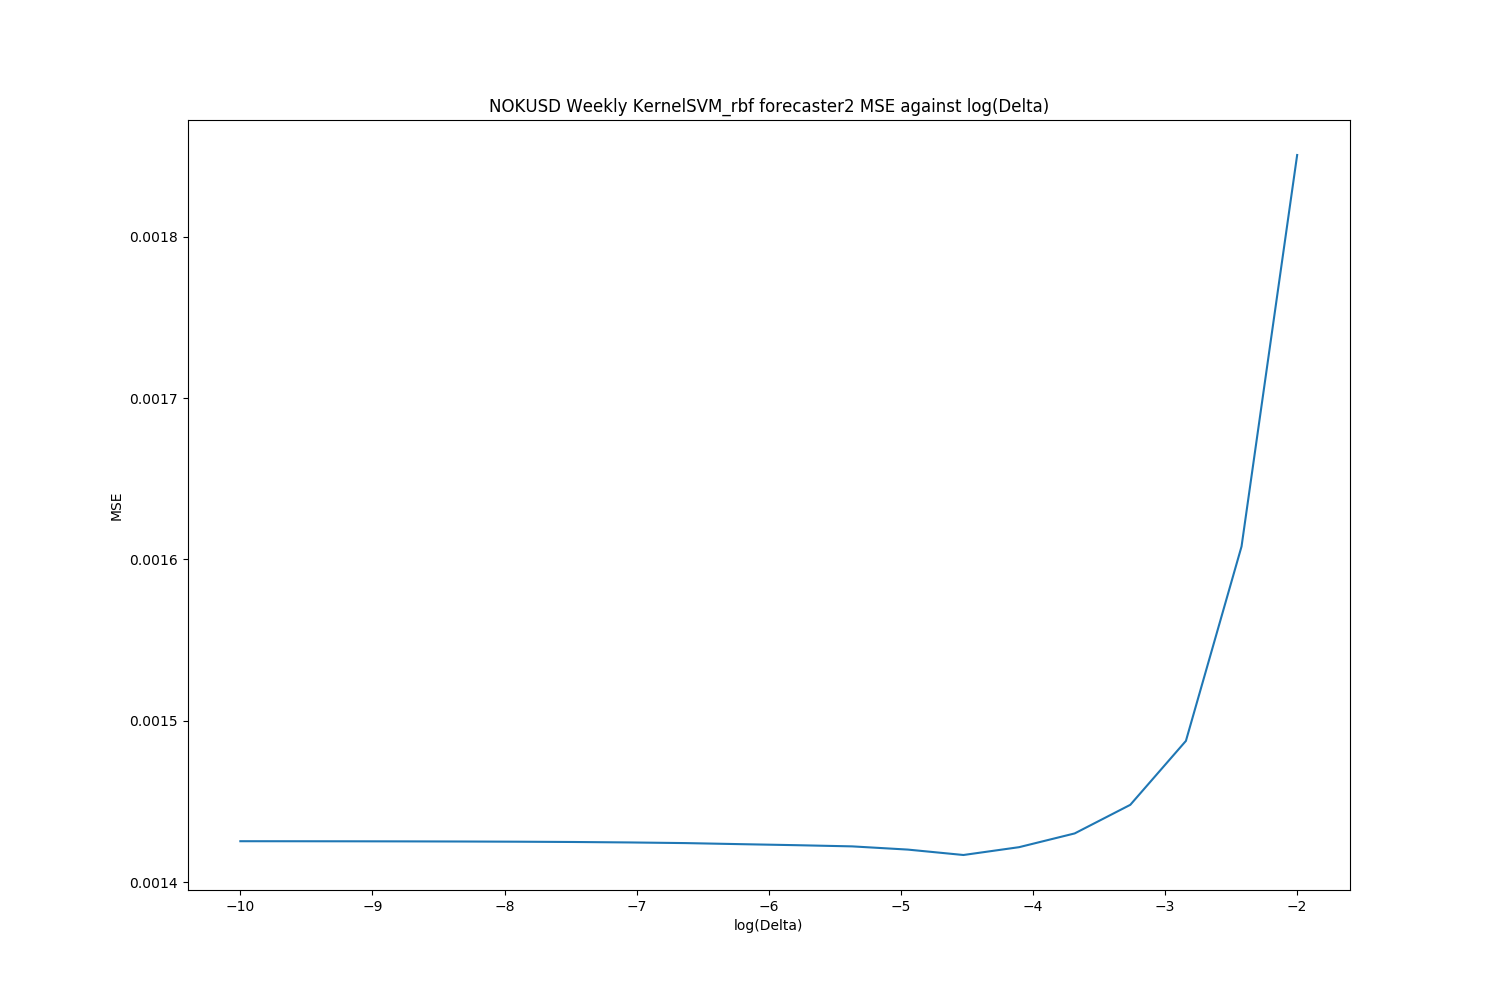 NOKUSD Weekly KernelSVM_rbf forecaster2 MSE against log(Delta)
0.0018
0.0017
0.0016
0.0015
0.0014
MSE
−10 −9 −8 −7 −6 −5 −4 −3 −2
log(Delta)